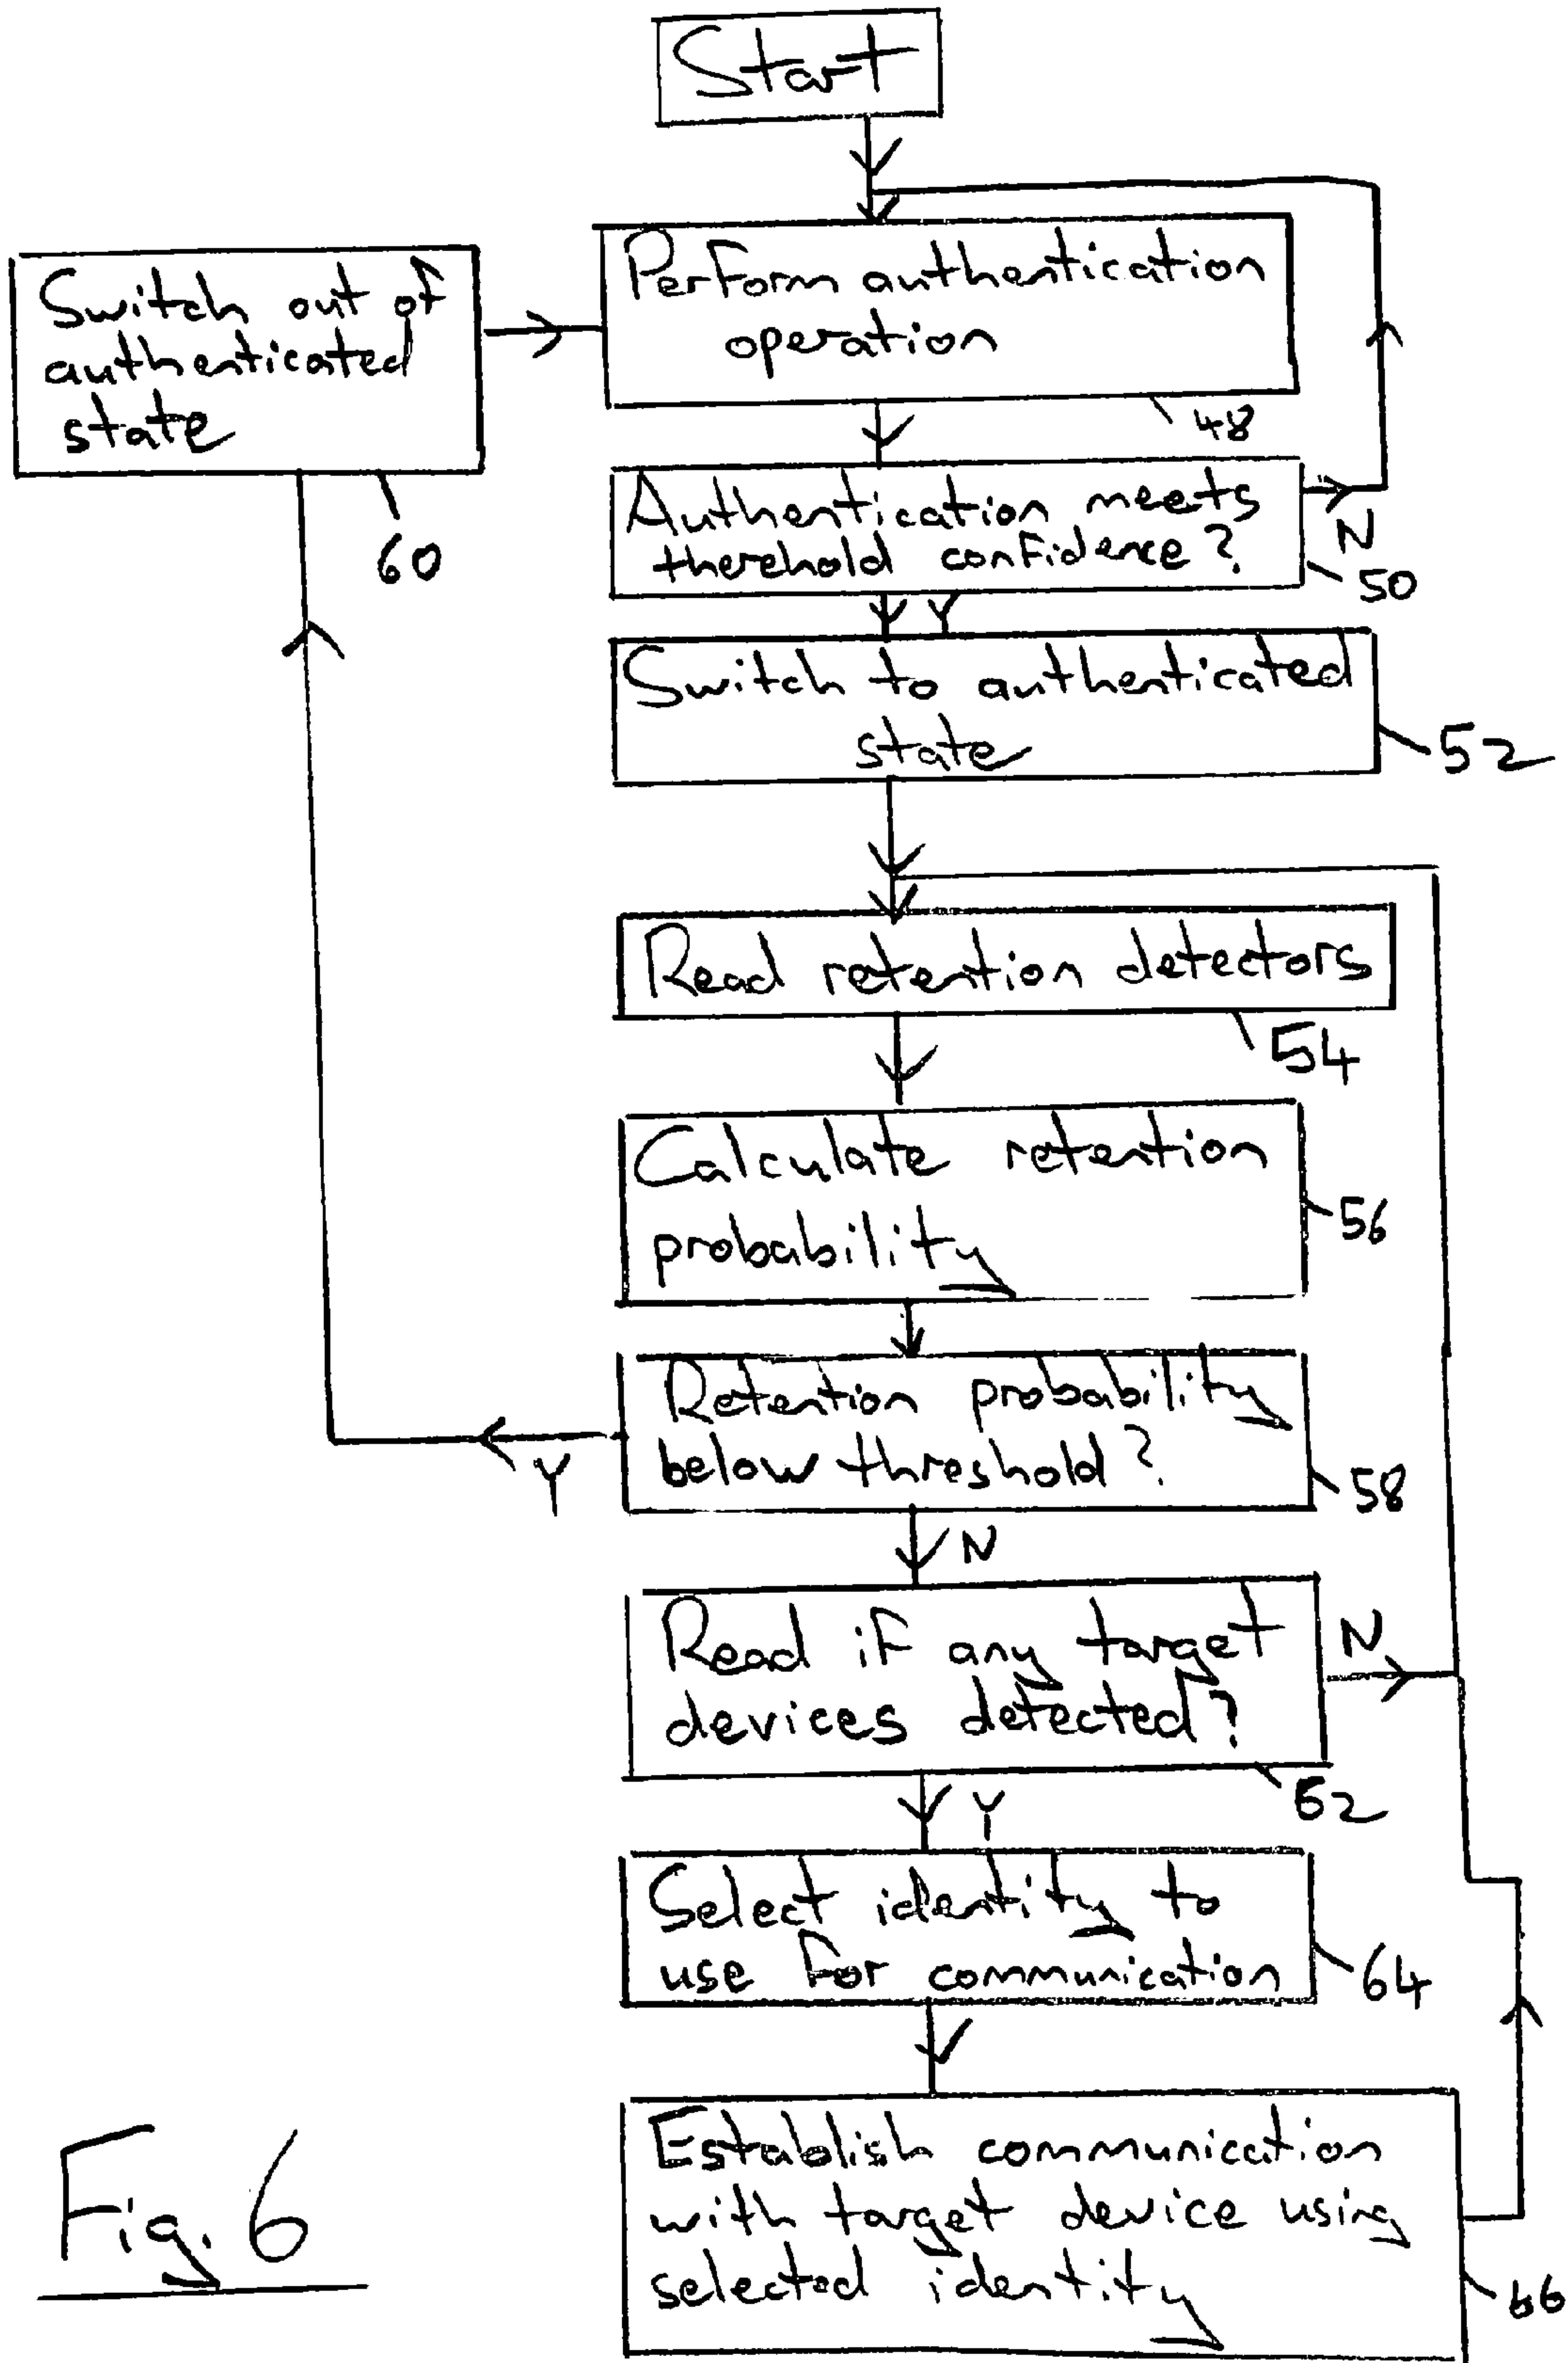 Start
Perform authentication
operation
48
Switch out of
authenticated
state
60
Authentication meets
therehold confidence?
N
50
Y
Switch to authenticated
state
52
Read retention detectors
54
Calculate retention
probability
56
Retention probability
below threshold?
58
Y
N
Read if any target
devices detected?
N
62
Y
Select identity to
use for communication
64
Establish communication
with target device using
selected identity
66
Fig. 6